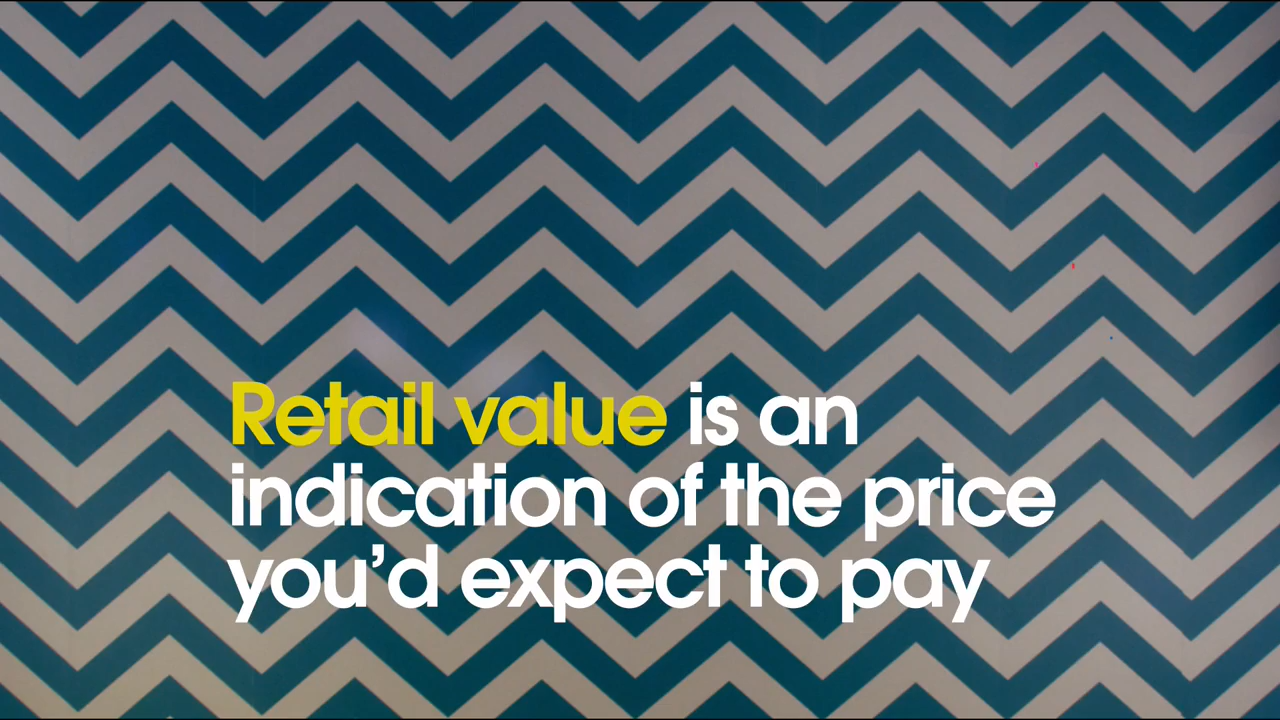 Retail value is an
indication of the price
you’d expect to pay